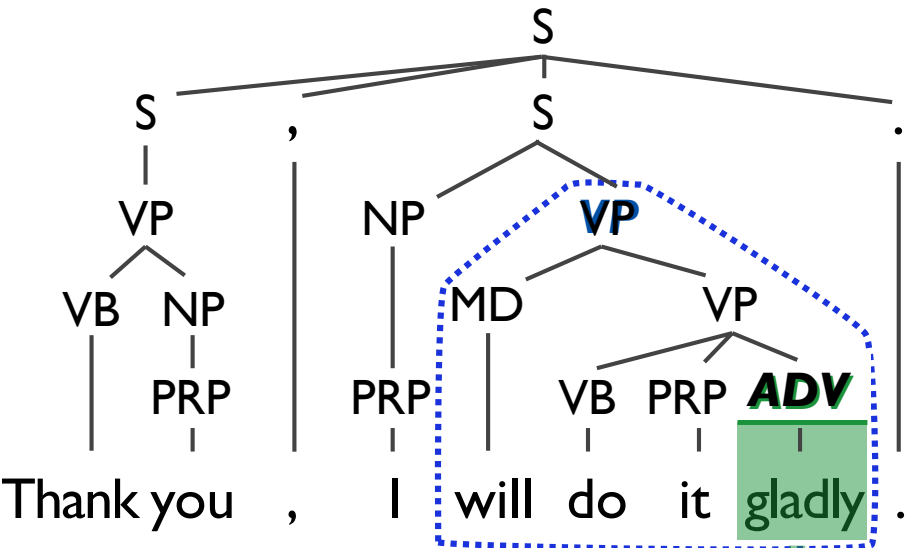 S
S , S .
VP NP VP
VB NP MD VP
PRP PRP VB PRP ADV
Thank you , I will do it gladly .